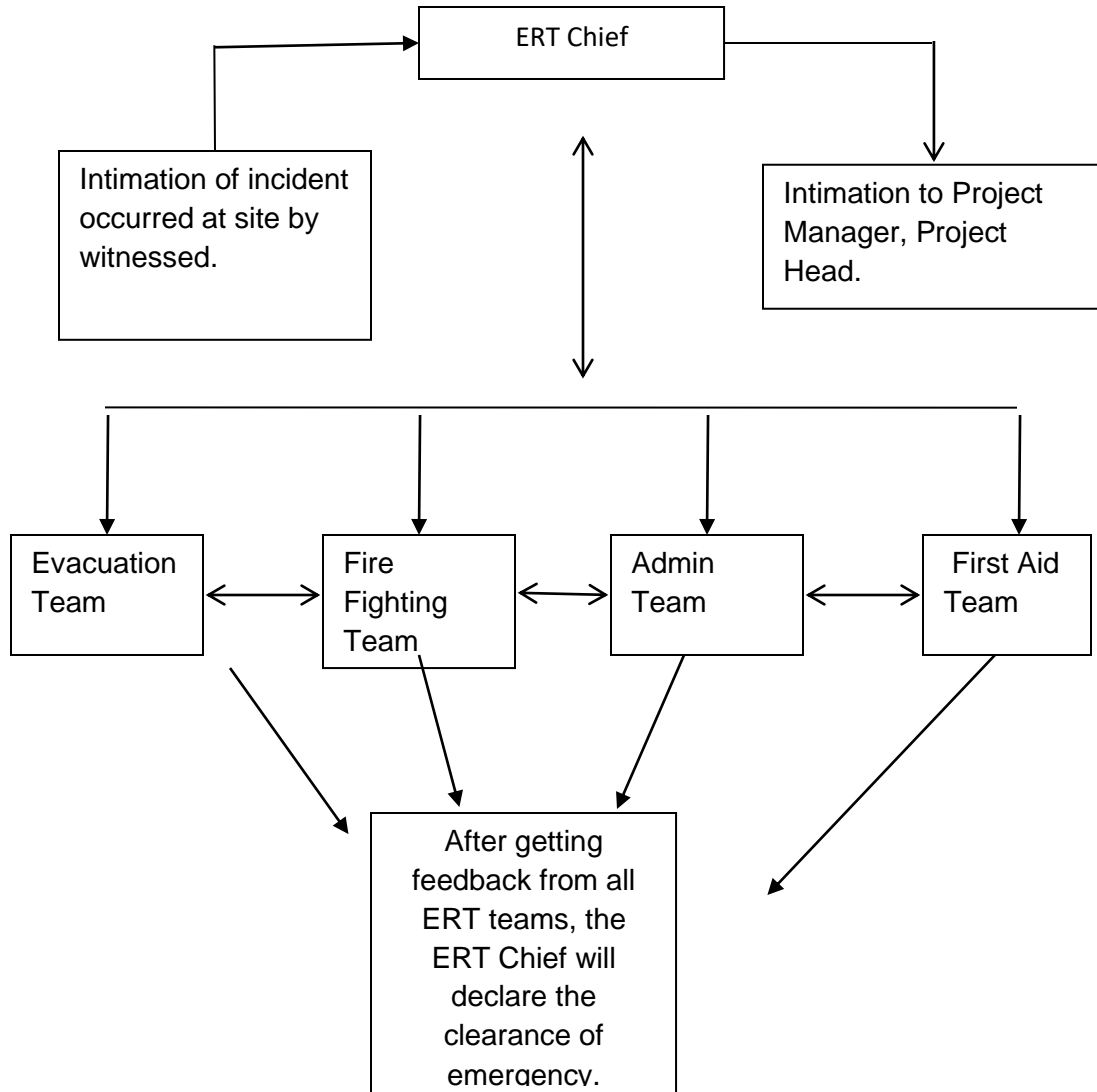 ERT Chief
Intimation of incident
occurred at site by
witnessed.
Intimation to Project
Manager, Project
Head.
Evacuation
Team
Fire
Fighting
Team
Admin
Team
First Aid
Team
After getting
feedback from all
ERT teams, the
ERT Chief will
declare the
clearance of
emergency.